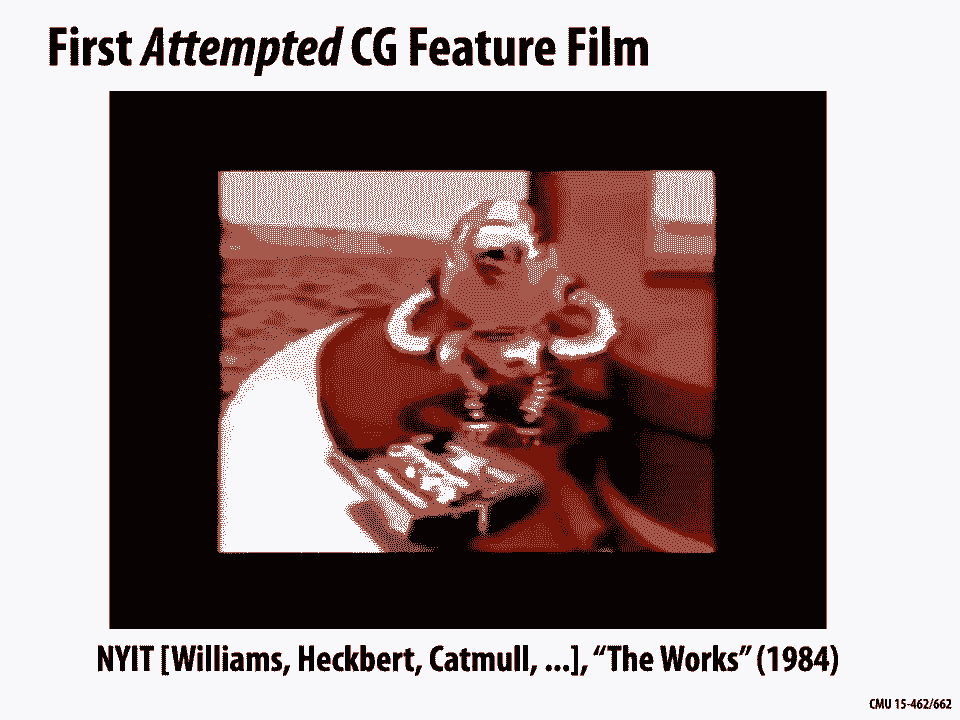 First Attempted CG Feature Film
NYIT [Williams, Heckbert, Catmull, ...], “The Works” (1984)
CMU 15-462/662